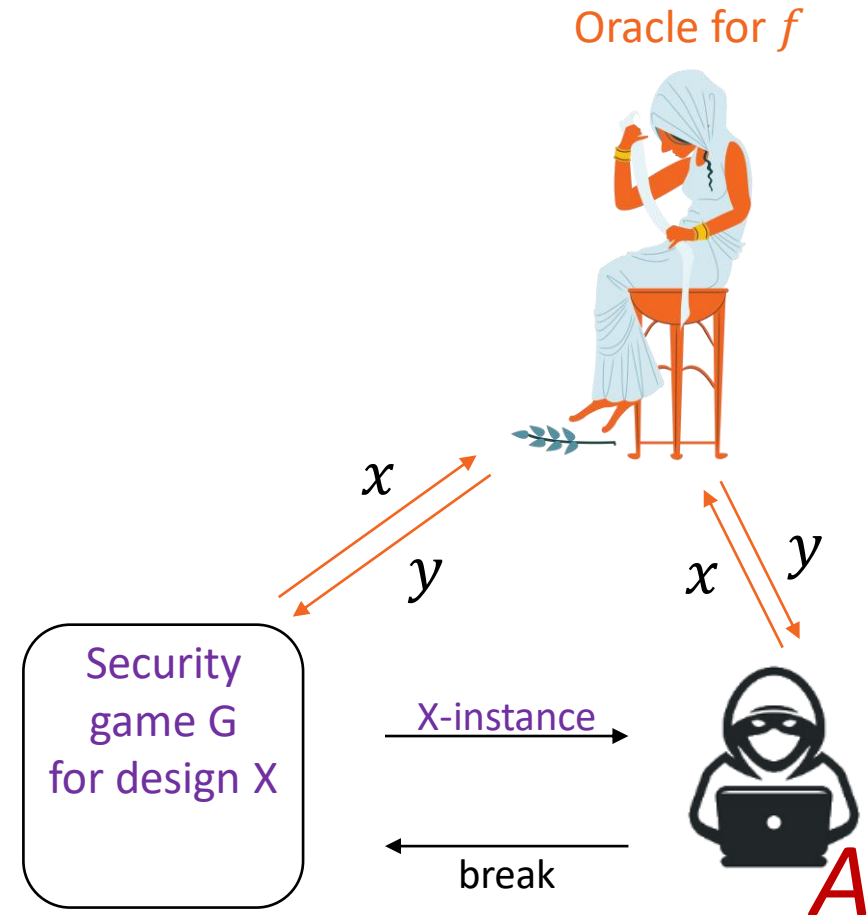 Oracle for f
x
y
x
y
Security
game G
for design X
X-instance
break
A